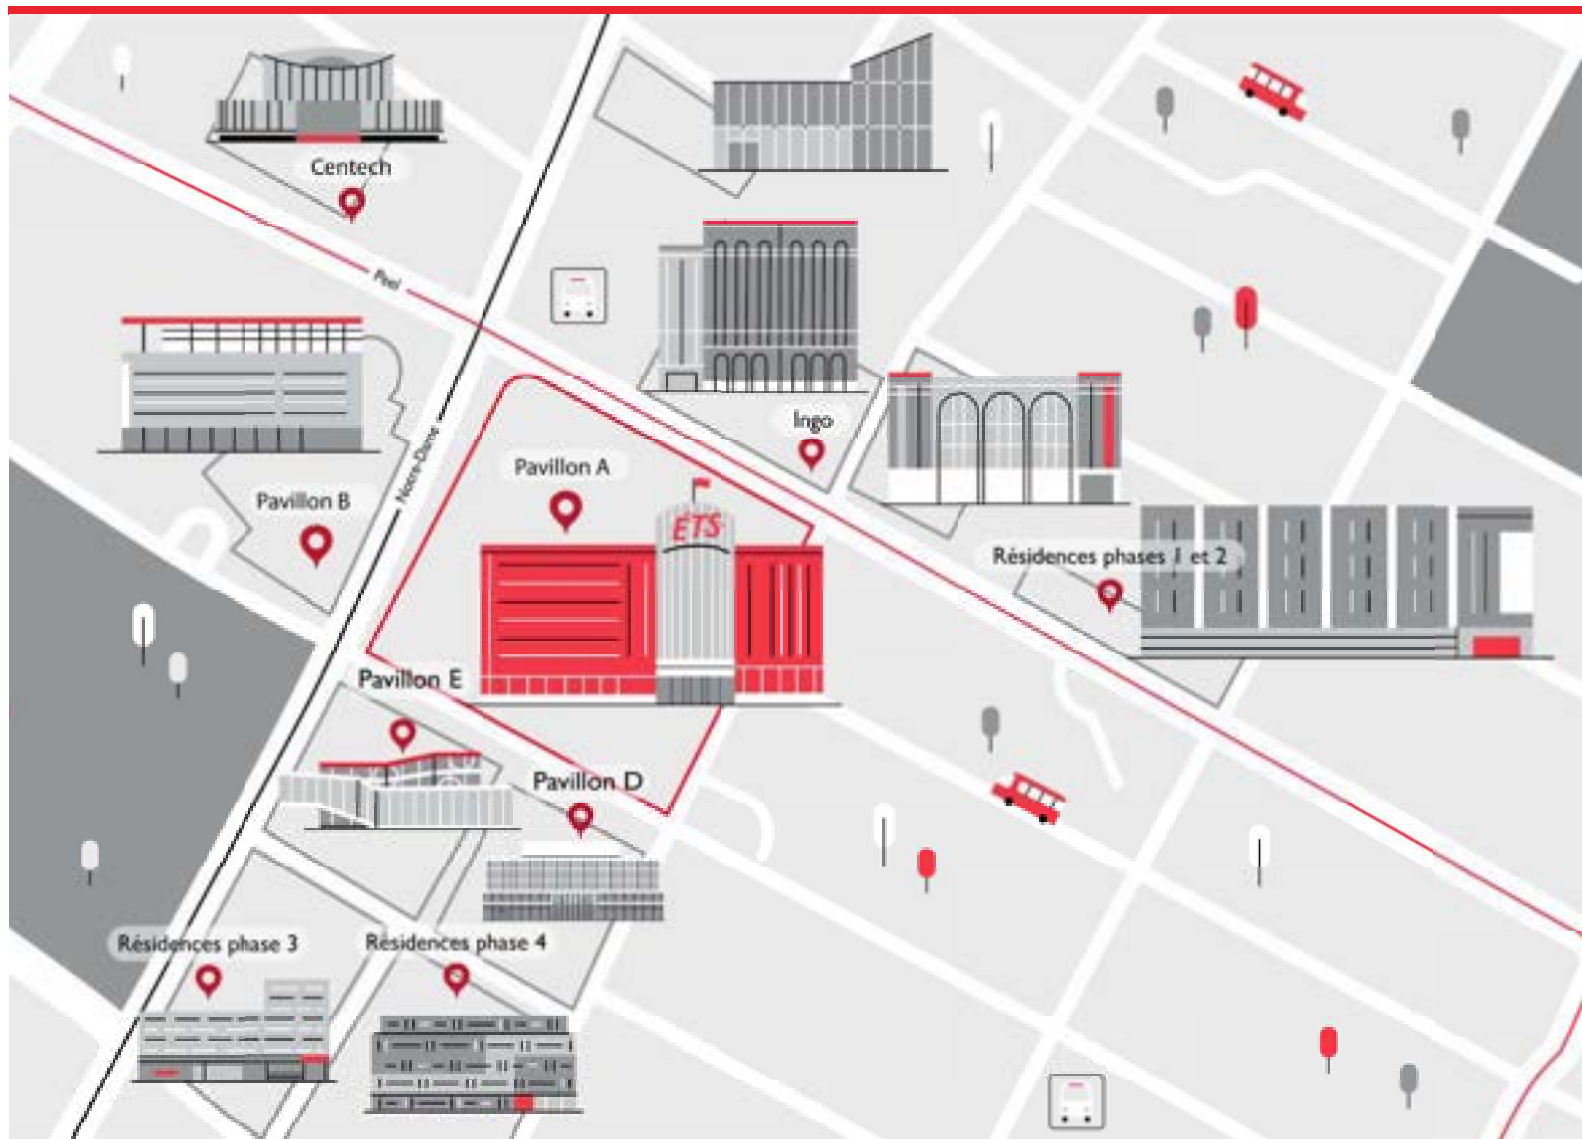 Centech
Peel
Ingo
Notre-Dame
Pavillon A
Pavillon B
ÉTS
Résidences phases 1 et 2
Pavillon E
Pavillon D
Résidences phase 3
Résidences phase 4